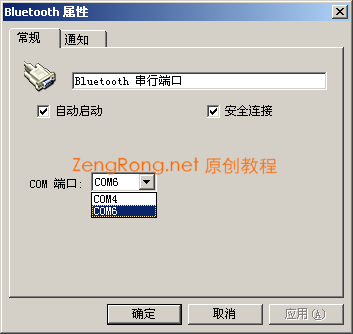 Bluetooth 属性
常规 通知
Bluetooth 串行端口
自动启动 安全连接
ZengRong.net 原创教程
COM 端口: COM6
COM4
COM6
确定 取消 应用(A)